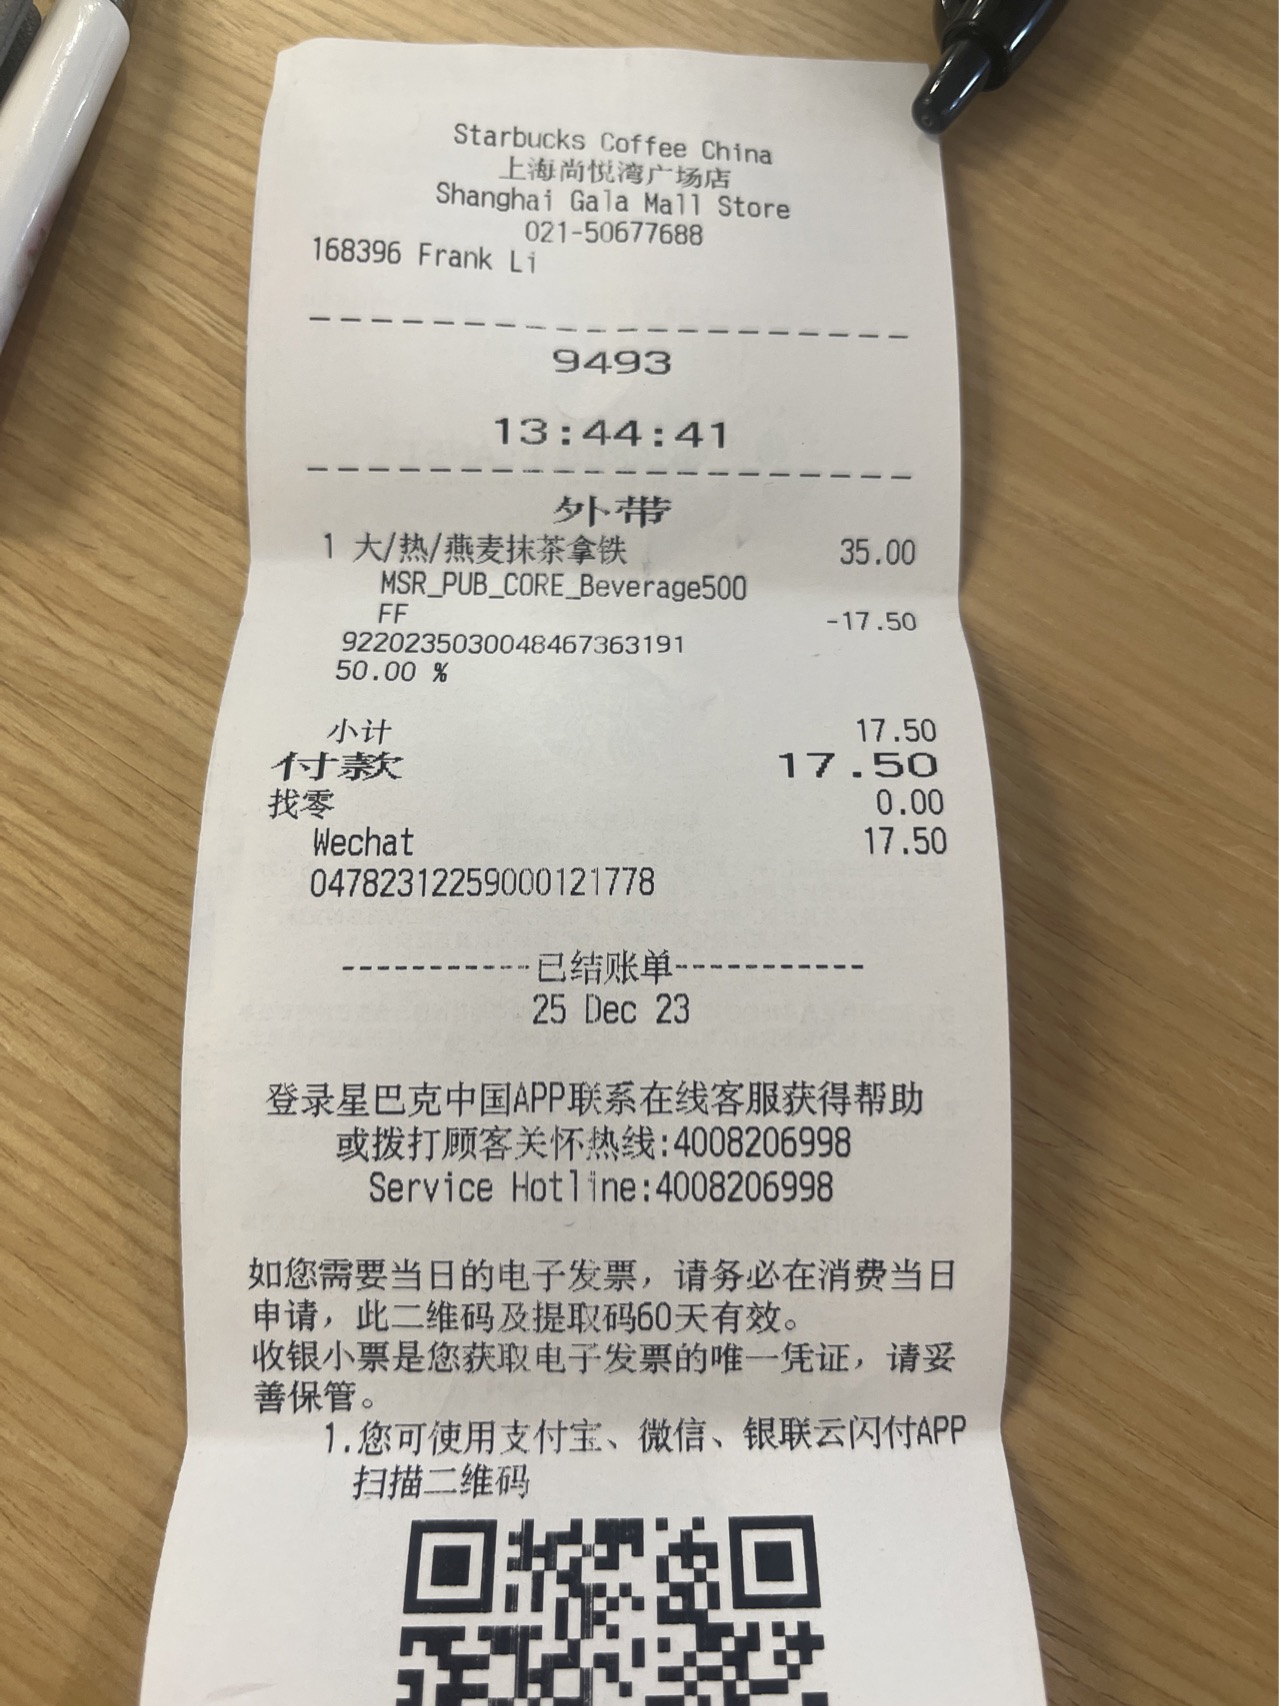 Starbucks Coffee China
上海尚悦湾广场店
Shanghai Gala Mall Store
021-50677688
168396 Frank Li
9493
13:44:41
外带
1 大/热/燕麦抹茶拿铁 35.00
MSR_PUB_CORE_Beverage500
FF -17.50
9220235030048467363191
50.00 %
小计 17.50
付款 17.50
找零 0.00
Wechat 17.50
04782312259000121778
-----------已结账单-----------
25 Dec 23
登录星巴克中国APP联系在线客服获得帮助
或拨打顾客关怀热线:4008206998
Service Hotline:4008206998
如您需要当日的电子发票，请务必在消费当日
申请，此二维码及提取码60天有效。
收银小票是您获取电子发票的唯一凭证，请妥
善保管。
1.您可使用支付宝、微信、银联云闪付APP
扫描二维码